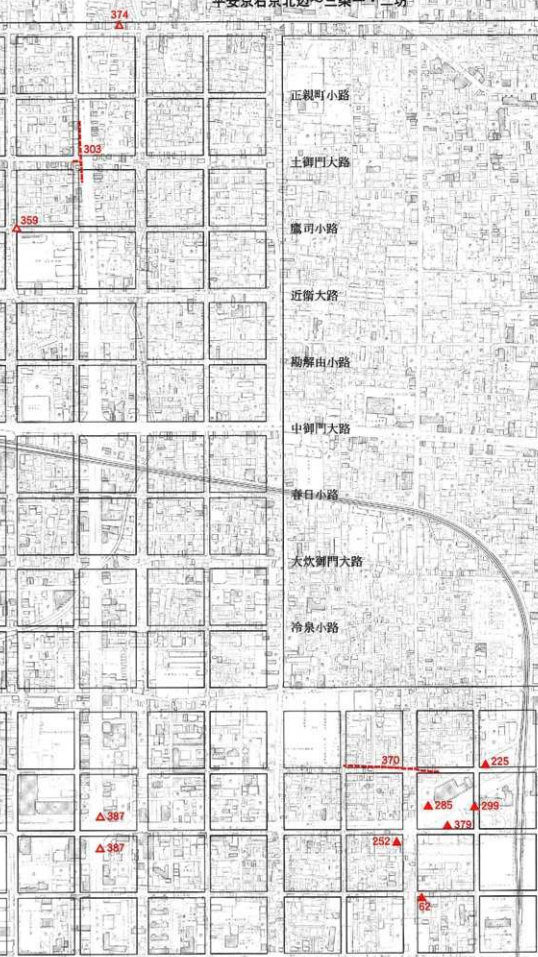 平安京右京北辺～三条一・二坊
374
正親町小路
303
土御門大路
359
鷹司小路
近衛大路
勘解由小路
中御門大路
春日小路
大炊御門大路
冷泉小路
370
225
285
299
387
379
252
387
62